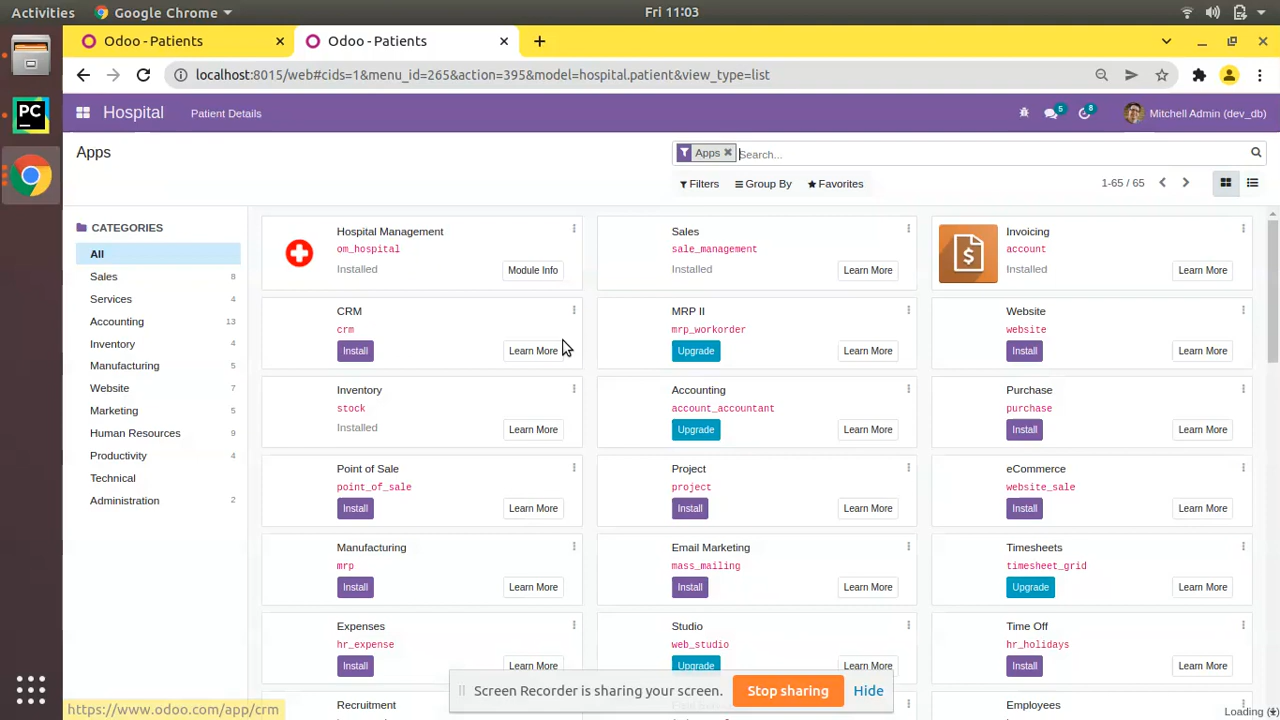 Activities Google Chrome Fri 11:03
Odoo - Patients Odoo - Patients
localhost:8015/web#cids=1&menu_id=265&action=395&model=hospital.patient&view_type=list
Hospital Patient Details 5 8 Mitchell Admin (dev_db)
Apps Apps Search...
Filters Group By Favorites 1-65 / 65
CATEGORIES
All
Sales 8
Services 4
Accounting 13
Inventory 4
Manufacturing 5
Website 7
Marketing 5
Human Resources 9
Productivity 4
Technical
Administration 2
Hospital Management
om_hospital
Installed Module Info
Sales
sale_management
Installed Learn More
Invoicing
account
Installed Learn More
CRM
crm
Install Learn More
MRP II
mrp_workorder
Upgrade Learn More
Website
website
Install Learn More
Inventory
stock
Installed Learn More
Accounting
account_accountant
Upgrade Learn More
Purchase
purchase
Install Learn More
Point of Sale
point_of_sale
Install Learn More
Project
project
Install Learn More
eCommerce
website_sale
Install Learn More
Manufacturing
mrp
Install Learn More
Email Marketing
mass_mailing
Install Learn More
Timesheets
timesheet_grid
Upgrade Learn More
Expenses
hr_expense
Install Learn More
Studio
web_studio
Upgrade Learn More
Time Off
hr_holidays
Install Learn More
Recruitment
Employees
Screen Recorder is sharing your screen. Stop sharing Hide
https://www.odoo.com/app/crm
Loading
PC